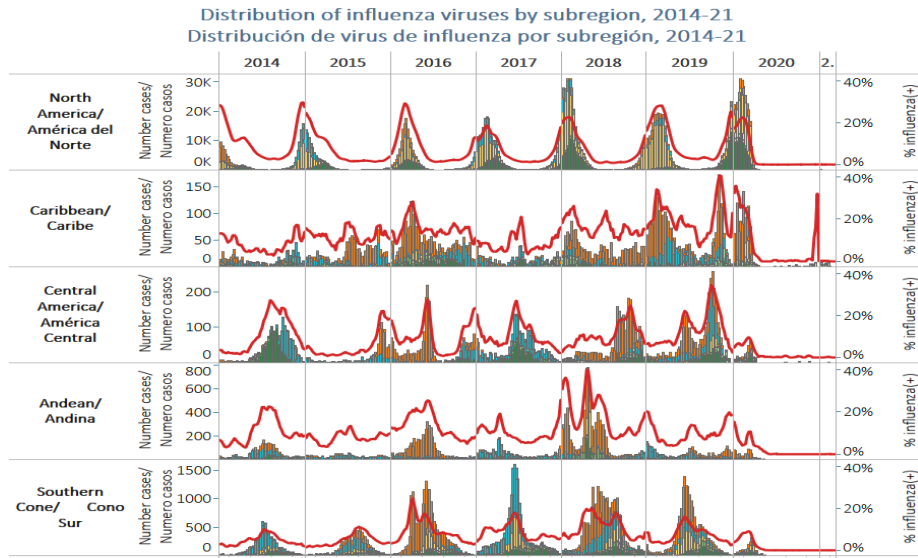 Distribution of influenza viruses by subregion, 2014-21
Distribución de virus de influenza por subregión, 2014-21
2014 2015 2016 2017 2018 2019 2020 2.
North America/ América del Norte
Number cases/ Numero casos
30K
20K
10K
0K
40%
20%
0%
% influenza(+)
Caribbean/ Caribe
Number cases/ Numero casos
150
100
50
0
40%
20%
0%
% influenza(+)
Central America/ América Central
Number cases/ Numero casos
200
100
0
40%
20%
0%
% influenza(+)
Andean/ Andina
Number cases/ Numero casos
800
600
400
200
40%
20%
0%
% influenza(+)
Southern Cone/ Cono Sur
Number cases/ Numero casos
1500
1000
500
0
40%
20%
0%
% influenza(+)